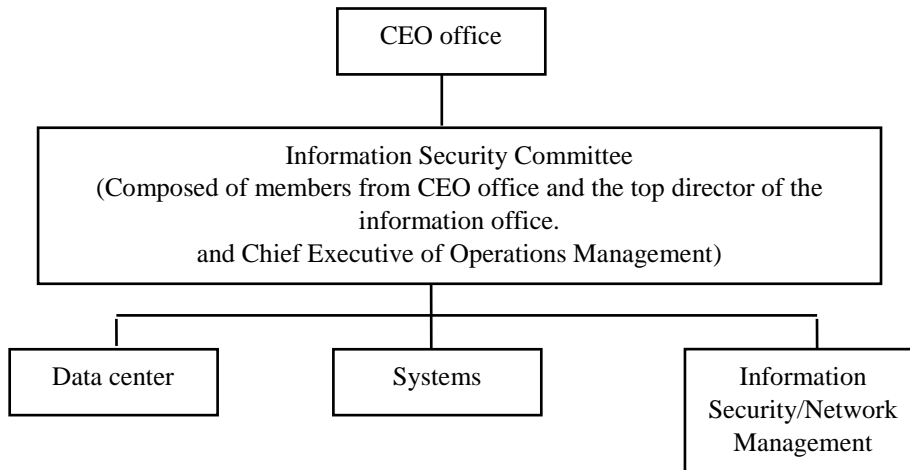 CEO office
Information Security Committee
(Composed of members from CEO office and the top director of the
information office.
and Chief Executive of Operations Management)
Data center
Systems
Information
Security/Network
Management